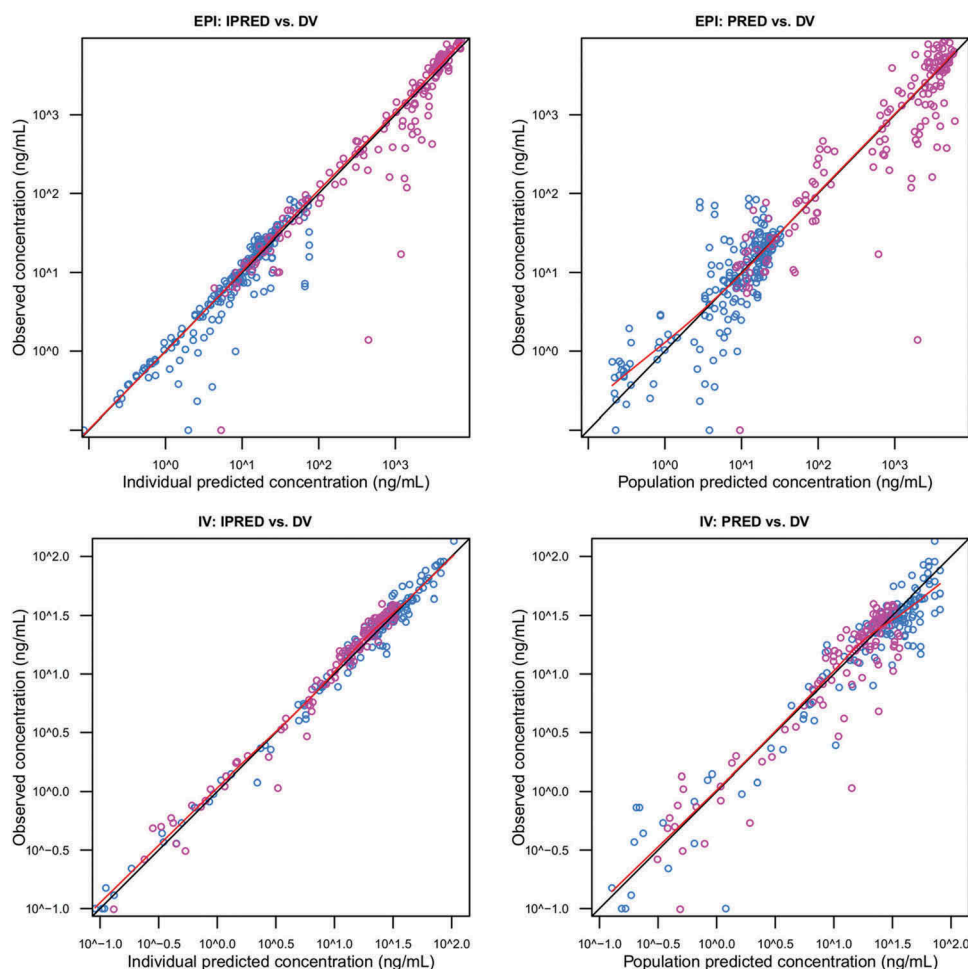 EPI: IPRED vs. DV
Observed concentration (ng/mL)
10^3
10^2
10^1
10^0
10^0 10^1 10^2 10^3
Individual predicted concentration (ng/mL)
EPI: PRED vs. DV
Observed concentration (ng/mL)
10^3
10^2
10^1
10^0
10^0 10^1 10^2 10^3
Population predicted concentration (ng/mL)
IV: IPRED vs. DV
Observed concentration (ng/mL)
10^2.0
10^1.5
10^1.0
10^0.5
10^0.0
10^−0.5
10^−1.0
10^−1.0 10^−0.5 10^0.0 10^0.5 10^1.0 10^1.5 10^2.0
Individual predicted concentration (ng/mL)
IV: PRED vs. DV
Observed concentration (ng/mL)
10^2.0
10^1.5
10^1.0
10^0.5
10^0.0
10^−0.5
10^−1.0
10^−1.0 10^−0.5 10^0.0 10^0.5 10^1.0 10^1.5 10^2.0
Population predicted concentration (ng/mL)